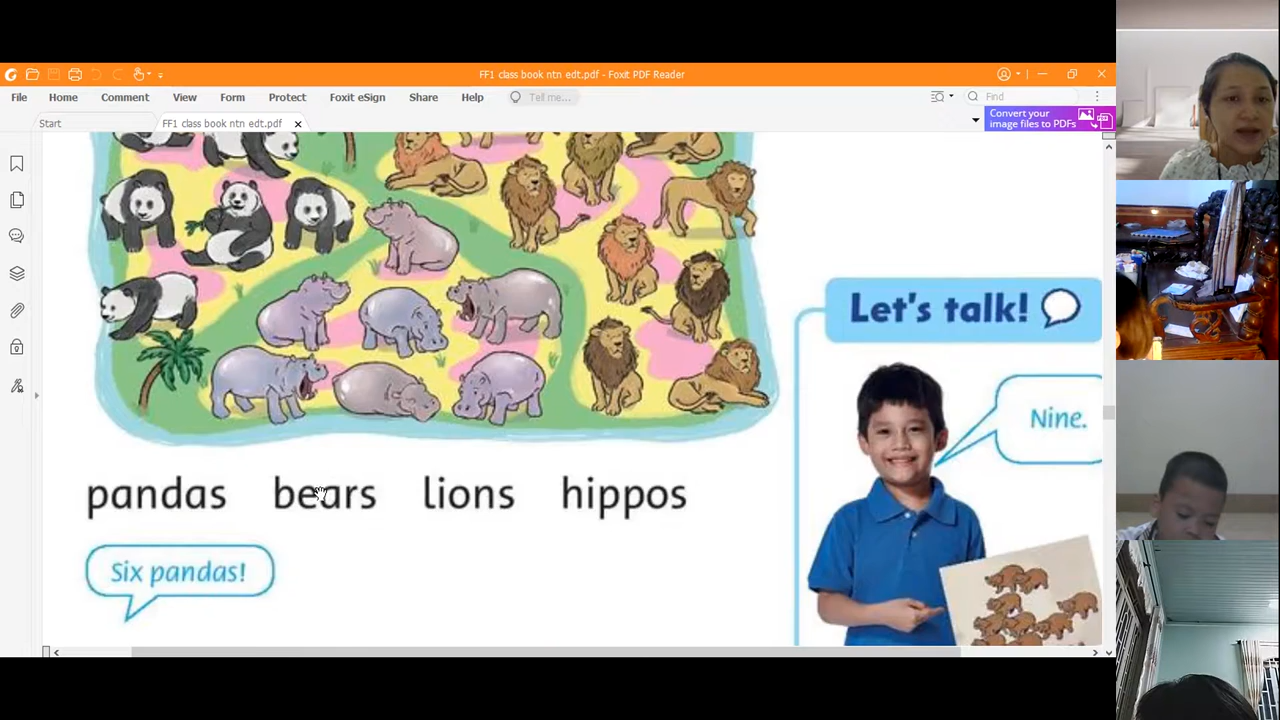 FF1 class book ntn edt.pdf - Foxit PDF Reader
File Home Comment View Form Protect Foxit eSign Share Help Tell me... Find
Start FF1 class book ntn edt.pdf
Convert your
image files to PDFs
Let's talk!
Nine.
pandas bears lions hippos
Six pandas!